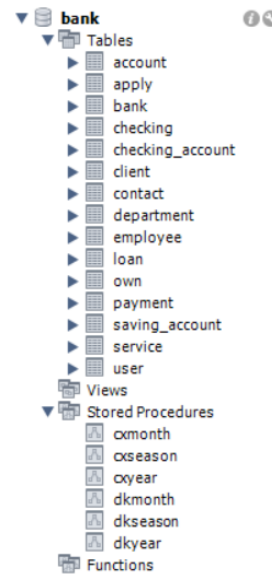 bank
Tables
account
apply
bank
checking
checking_account
client
contact
department
employee
loan
own
payment
saving_account
service
user
Views
Stored Procedures
cxmonth
cxseason
cxyear
dkmonth
dkseason
dkyear
Functions